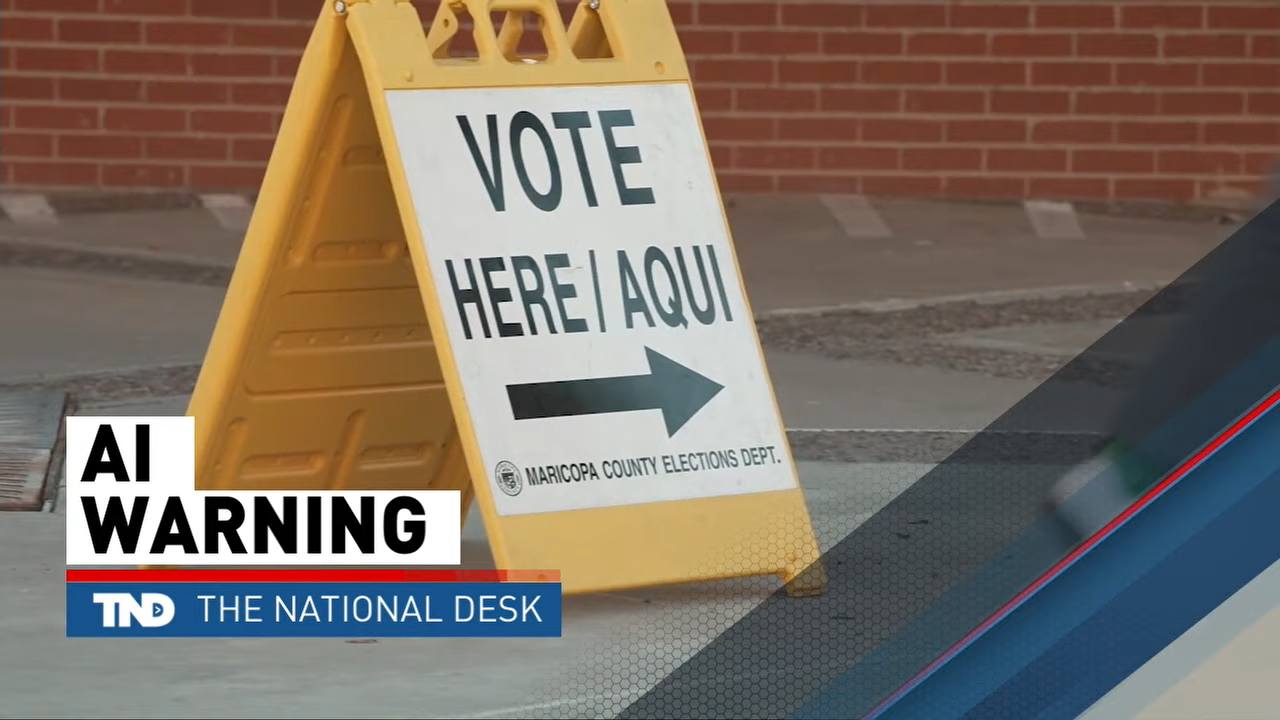 VOTE
HERE / AQUI
MARICOPA COUNTY ELECTIONS DEPT.
AI
WARNING
TND THE NATIONAL DESK